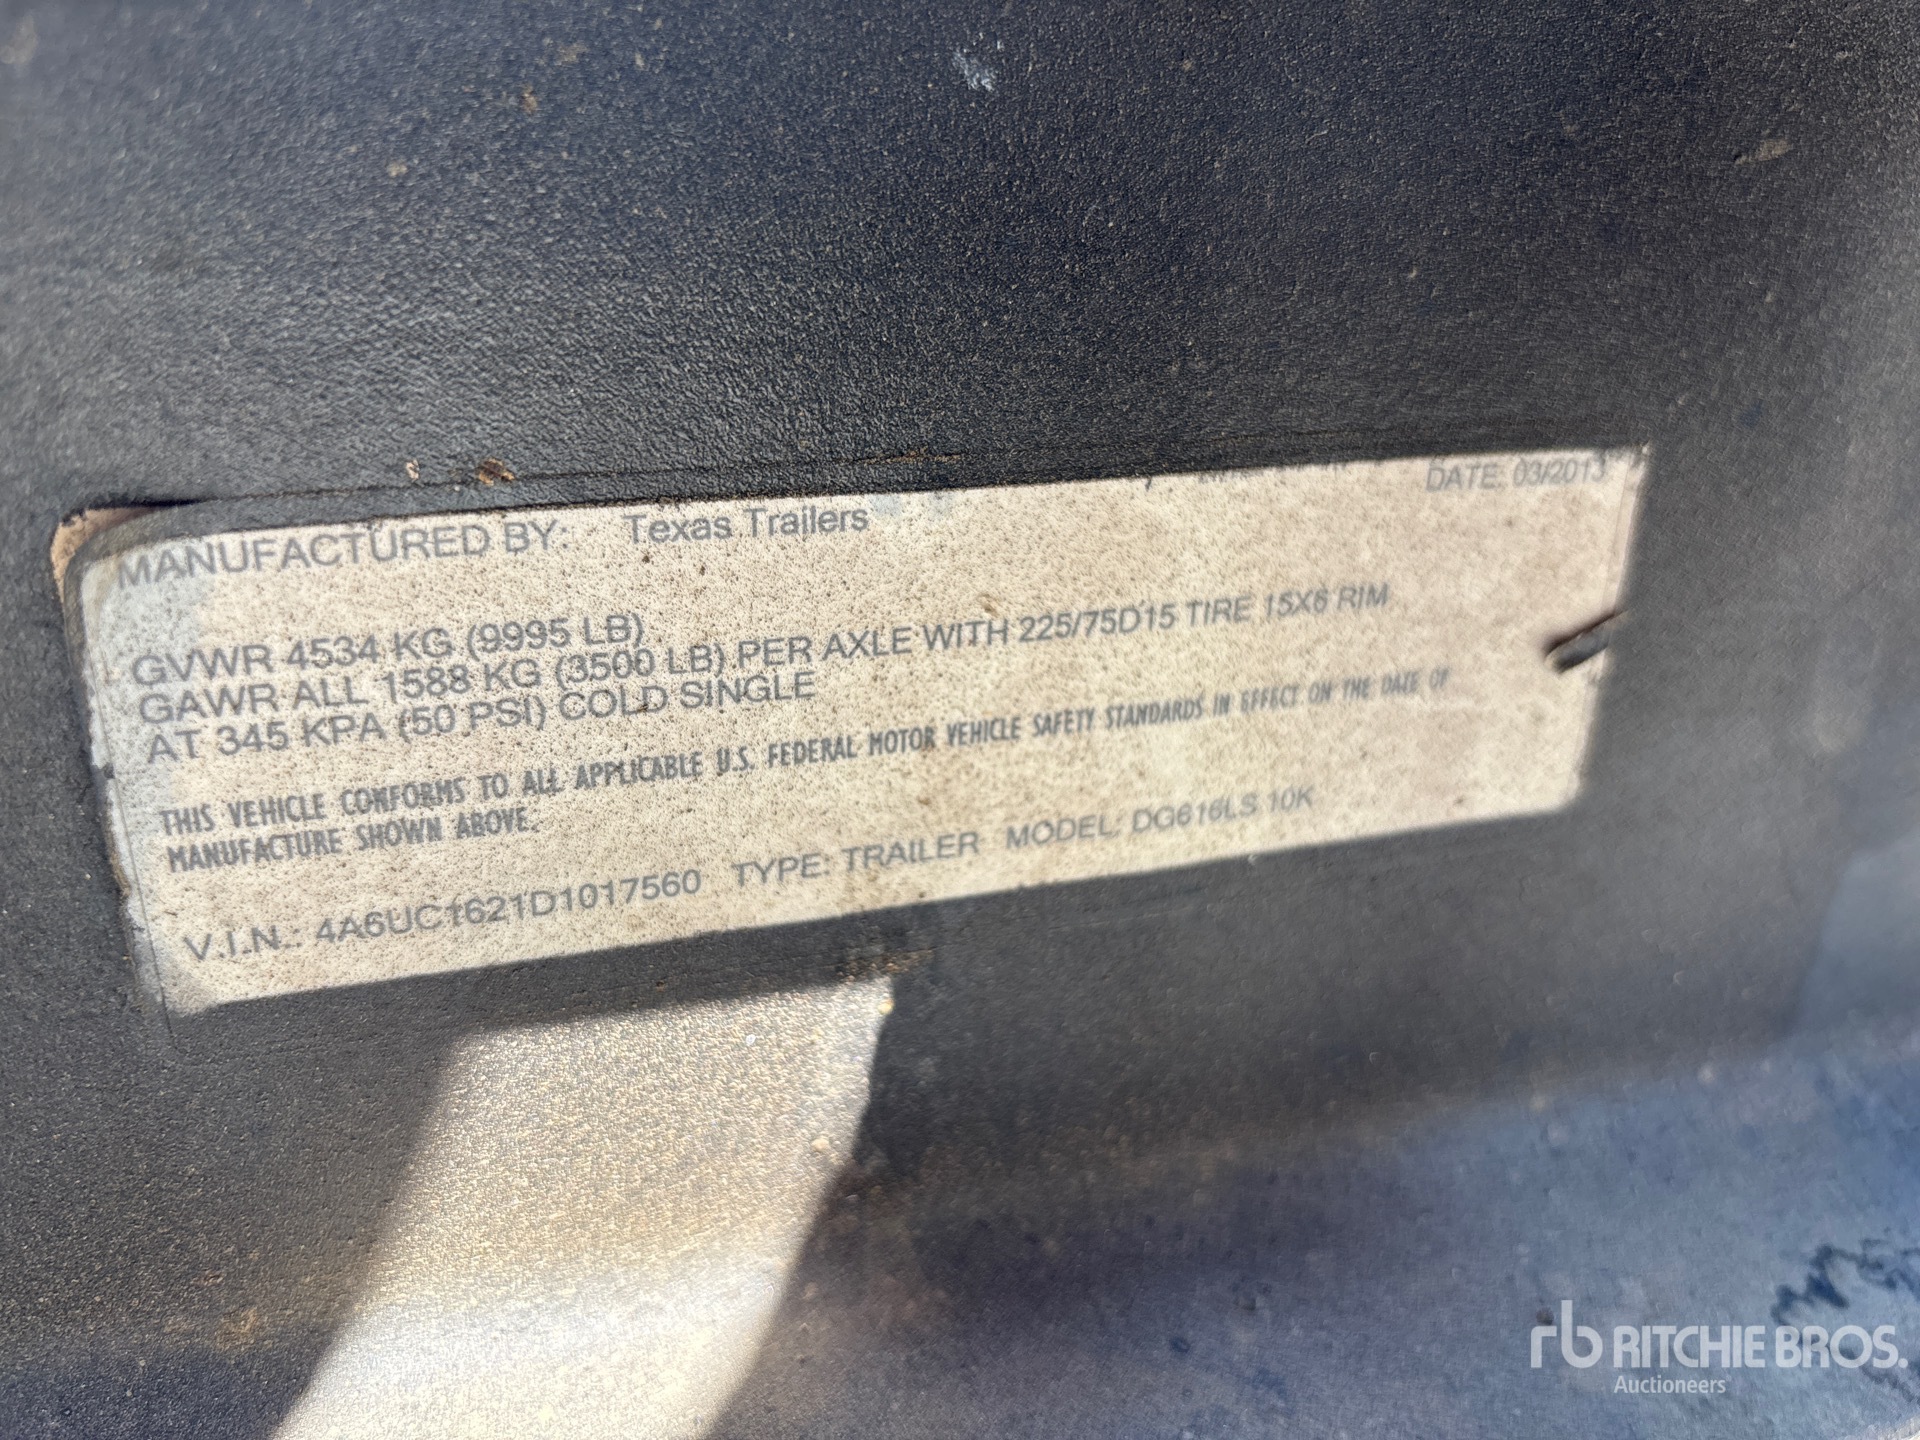 DATE: 03/2013
MANUFACTURED BY: Texas Trailers
GVWR 4534 KG (9995 LB)
GAWR ALL 1588 KG (3500 LB) PER AXLE WITH 225/75D15 TIRE 15X6 RIM
AT 345 KPA (50 PSI) COLD SINGLE
THIS VEHICLE CONFORMS TO ALL APPLICABLE U.S. FEDERAL MOTOR VEHICLE SAFETY STANDARDS IN EFFECT ON THE DATE OF
MANUFACTURE SHOWN ABOVE.
V.I.N.: 4A6UC1621D1017560 TYPE: TRAILER MODEL: DG616LS 10K
rb RITCHIE BROS.
Auctioneers